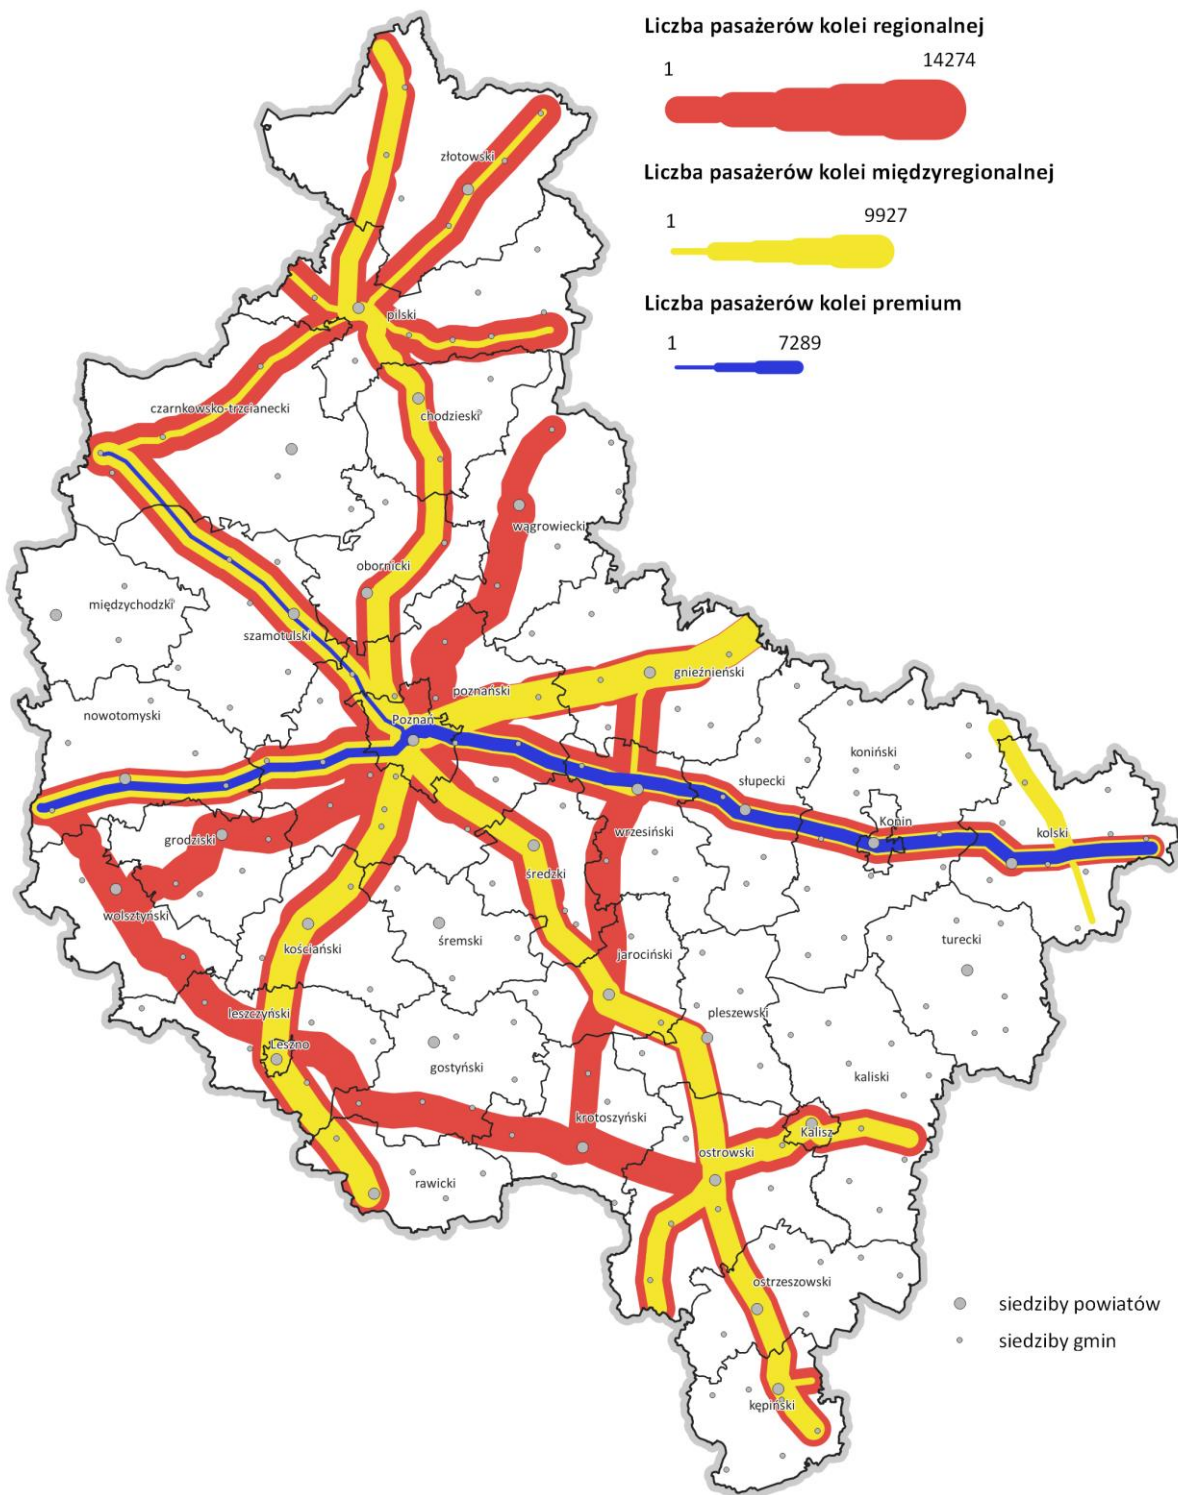 Liczba pasażerów kolei regionalnej
1
14274
Liczba pasażerów kolei międzyregionalnej
1
9927
Liczba pasażerów kolei premium
1
7289
złotowski
pilski
czarnkowsko-trzcianecki
chodzieski
wągrowiecki
obornicki
międzychodzki
szamotulski
gnieźnieński
poznański
nowotomyski
Poznań
koniński
słupecki
Konin
kolski
wrzesiński
grodziski
średzki
wolsztyński
śremski
kościański
turecki
jarociński
leszczyński
pleszewski
Leszno
gostyński
kaliski
krotoszyński
Kalisz
ostrowski
rawicki
ostrzeszowski
siedziby powiatów
siedziby gmin
kępiński